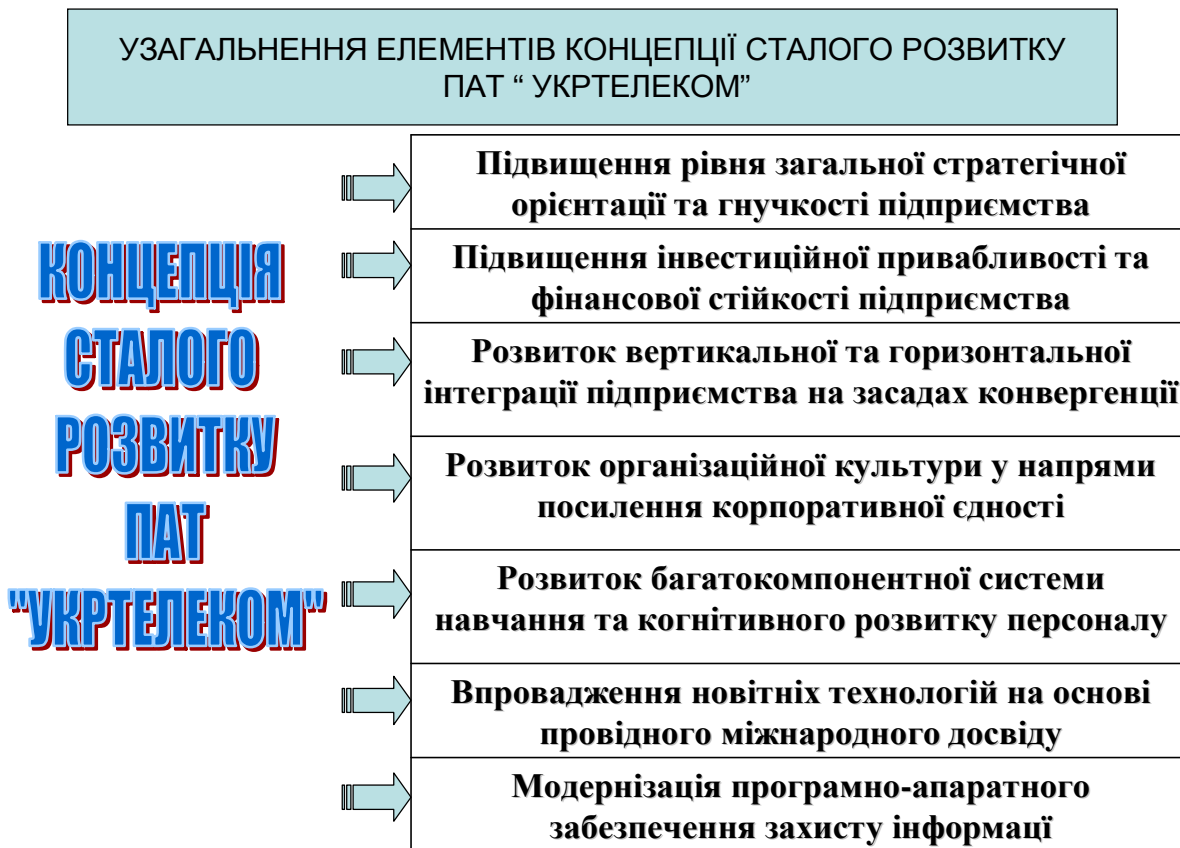 УЗАГАЛЬНЕННЯ ЕЛЕМЕНТІВ КОНЦЕПЦІЇ СТАЛОГО РОЗВИТКУ
ПАТ “ УКРТЕЛЕКОМ”
КОНЦЕПЦІЯ
СТАЛОГО
РОЗВИТКУ
ПАТ
"УКРТЕЛЕКОМ"
Підвищення рівня загальної стратегічної
орієнтації та гнучкості підприємства
Підвищення інвестиційної привабливості та
фінансової стійкості підприємства
Розвиток вертикальної та горизонтальної
інтеграції підприємства на засадах конвергенції
Розвиток організаційної культури у напрями
посилення корпоративної єдності
Розвиток багатокомпонентної системи
навчання та когнітивного розвитку персоналу
Впровадження новітніх технологій на основі
провідного міжнародного досвіду
Модернізація програмно-апаратного
забезпечення захисту інформацї